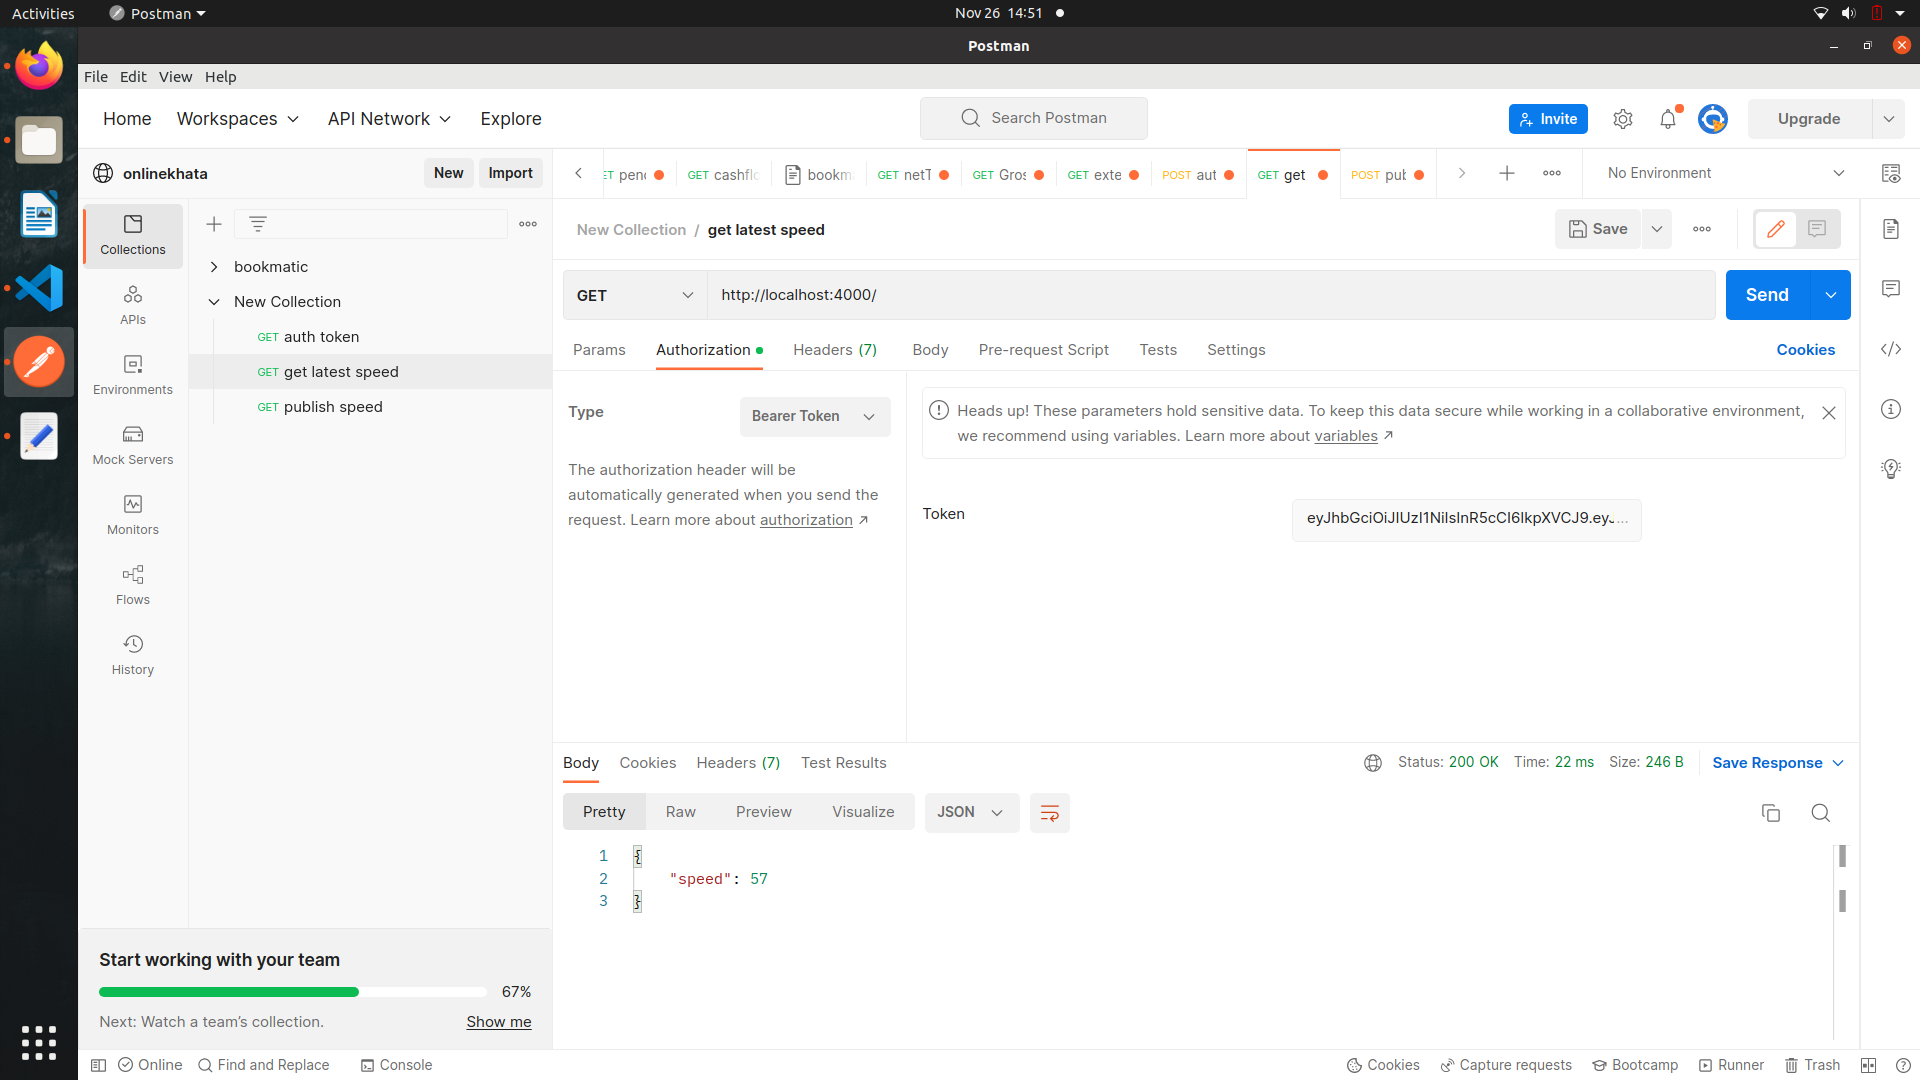 Activities
Postman
Nov 26 14:51
Postman
File Edit View Help
Home
Workspaces
API Network
Explore
Search Postman
Invite
Upgrade
onlinekhata
New
Import
GET cashflo
bookm
GET netT
GET Gros
GET exte
POST aut
GET get
POST pub
No Environment
Collections
APIs
Environments
Mock Servers
Monitors
Flows
History
bookmatic
New Collection
GET auth token
GET get latest speed
GET publish speed
New Collection / get latest speed
Save
GET
http://localhost:4000/
Send
Params
Authorization
Headers (7)
Body
Pre-request Script
Tests
Settings
Cookies
Type
Bearer Token
The authorization header will be
automatically generated when you send the
request. Learn more about authorization ↗
Heads up! These parameters hold sensitive data. To keep this data secure while working in a collaborative environment,
we recommend using variables. Learn more about variables ↗
Token
eyJhbGciOiJIUzI1NiIsInR5cCI6IkpXVCJ9.eyJ...
Body
Cookies
Headers (7)
Test Results
Status: 200 OK
Time: 22 ms
Size: 246 B
Save Response
Pretty
Raw
Preview
Visualize
JSON
1 {
2 "speed": 57
3 }
Start working with your team
67%
Next: Watch a team's collection.
Show me
Online
Find and Replace
Console
Cookies
Capture requests
Bootcamp
Runner
Trash